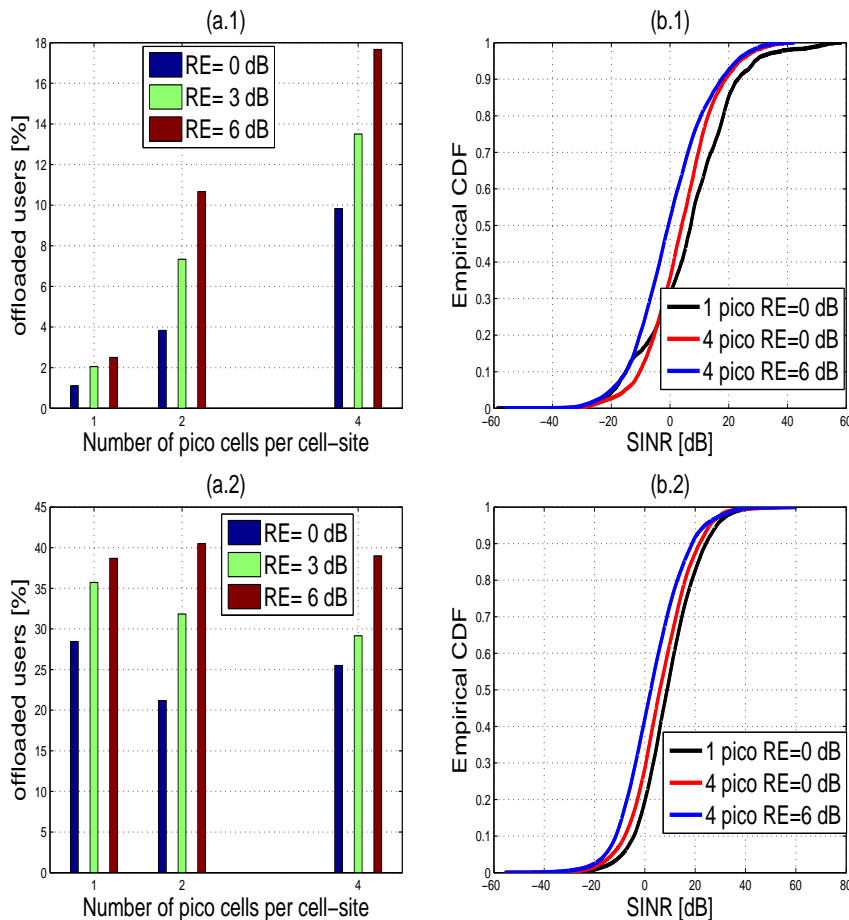 (a.1)
18
16
14
12
10
8
6
4
2
0
offloaded users [%]
RE= 0 dB
RE= 3 dB
RE= 6 dB
1
2
4
Number of pico cells per cell−site
(b.1)
1
0.9
0.8
0.7
0.6
0.5
0.4
0.3
0.2
0.1
0
Empirical CDF
1 pico RE=0 dB
4 pico RE=0 dB
4 pico RE=6 dB
−60
−40
−20
0
20
40
60
SINR [dB]
(a.2)
45
40
35
30
25
20
15
10
5
0
offloaded users [%]
RE= 0 dB
RE= 3 dB
RE= 6 dB
1
2
4
Number of pico cells per cell−site
(b.2)
1
0.9
0.8
0.7
0.6
0.5
0.4
0.3
0.2
0.1
0
Empirical CDF
1 pico RE=0 dB
4 pico RE=0 dB
4 pico RE=6 dB
−60
−40
−20
0
20
40
60
80
SINR [dB]